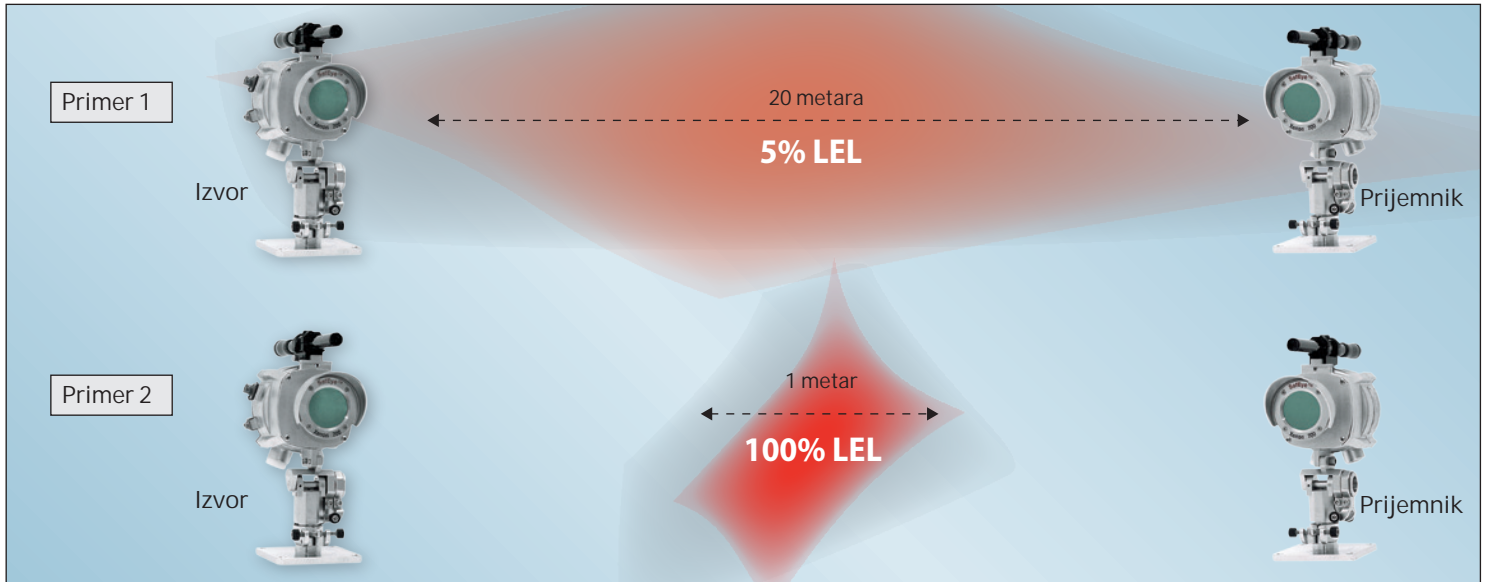 Primer 1
20 metara
5% LEL
Izvor
Prijemnik
Primer 2
1 metar
100% LEL
Izvor
Prijemnik